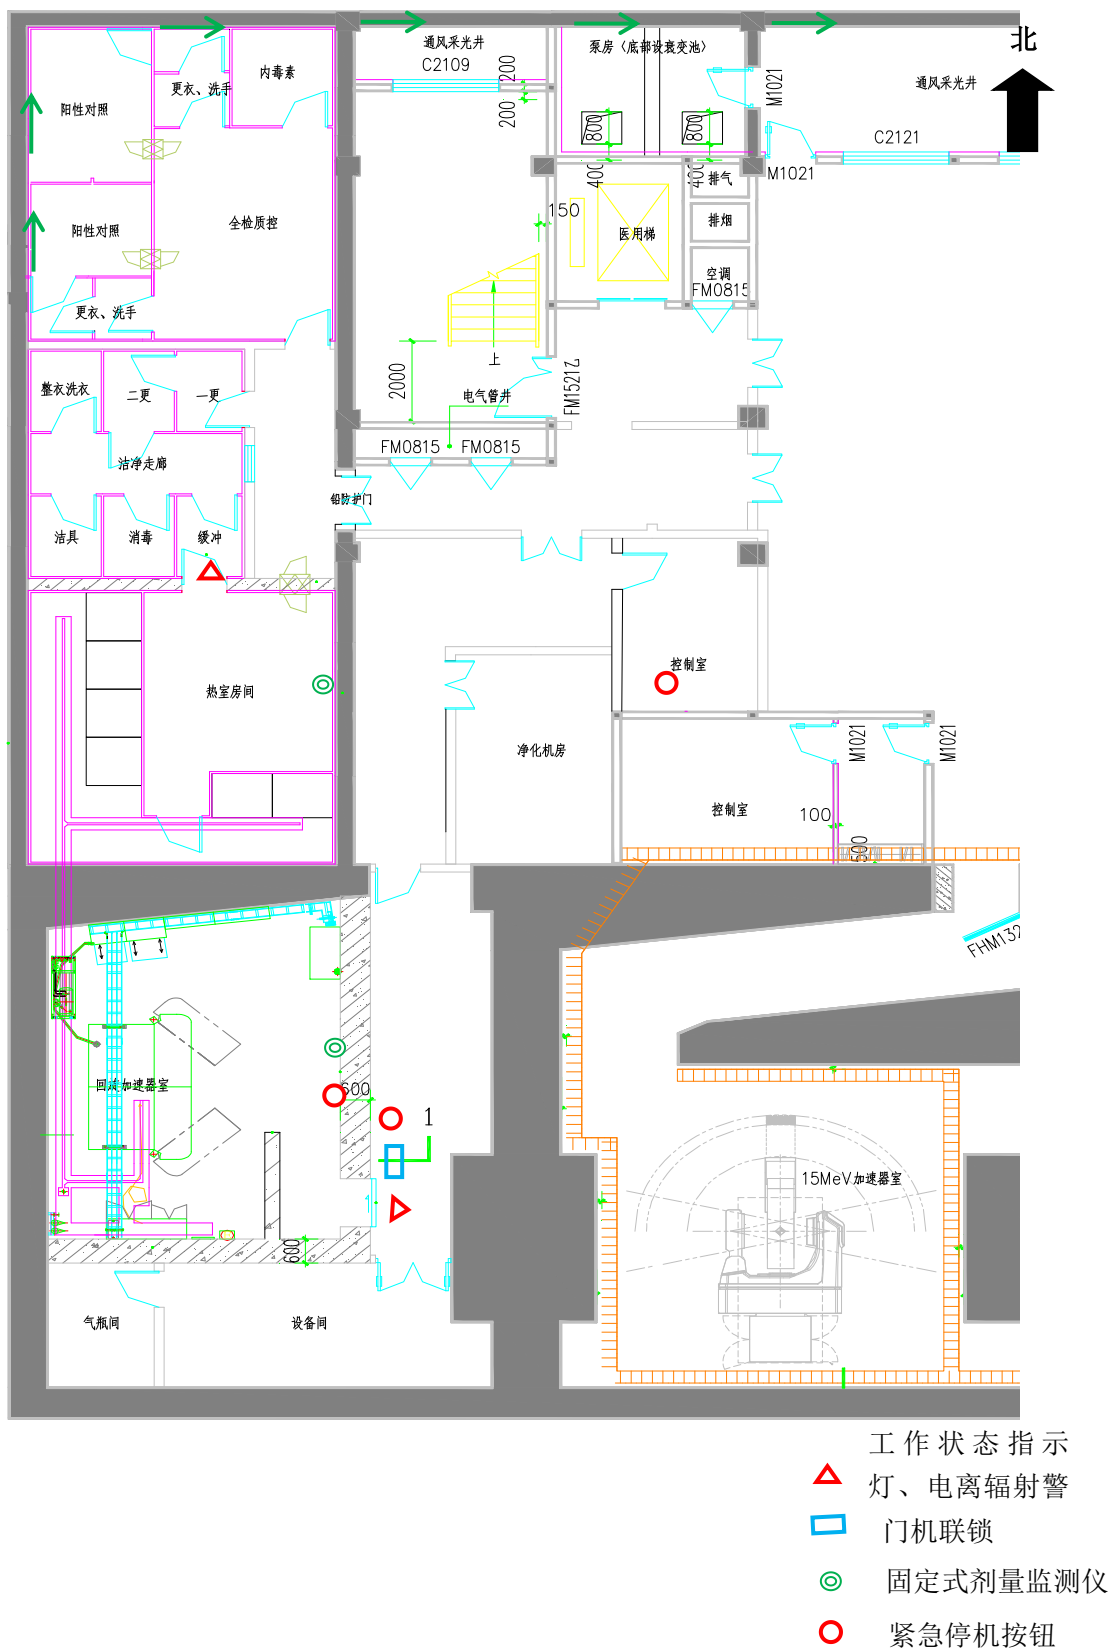 北
通风采光井
C2109
200
200
泵房（底部设衰变池）
M1021
通风采光井
C2121
M1021
内毒素
更衣、洗手
阳性对照
阳性对照
全检质控
更衣、洗手
800
800
400
400
排气
排烟
空调
FM0815
150
医用梯
上
2000
电气管井
FM1521乙
FM0815
FM0815
整衣洗衣
二更
一更
洁净走廊
铅防护门
洁具
消毒
缓冲
热室房间
控制室
净化机房
M1021
M1021
控制室
100
500
FHM132
回旋加速器室
600
1
15MeV加速器室
600
气瓶间
设备间
工作状态指示
灯、电离辐射警
门机联锁
固定式剂量监测仪
紧急停机按钮